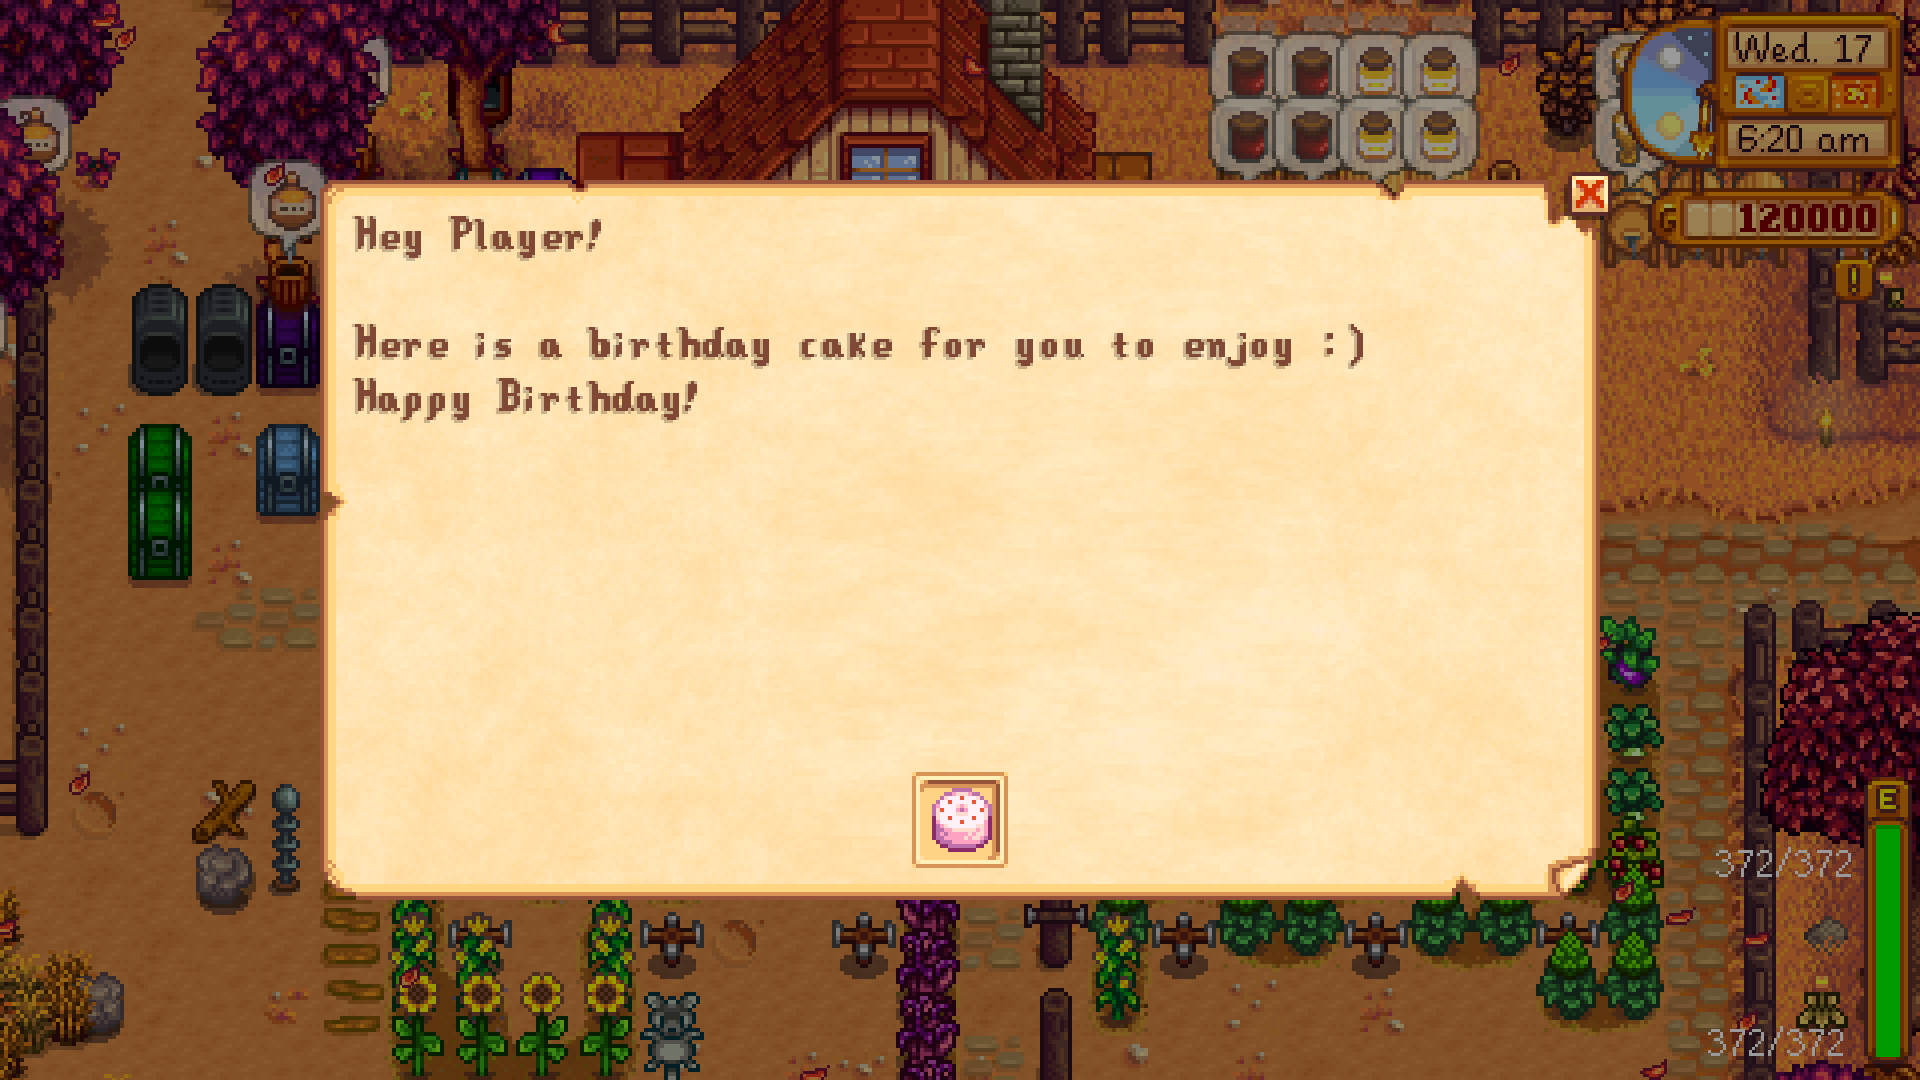 Hey Player!
Here is a birthday cake for you to enjoy :)
Happy Birthday!
Wed. 17
6:20 am
G 120000
!
E
372/372
372/372